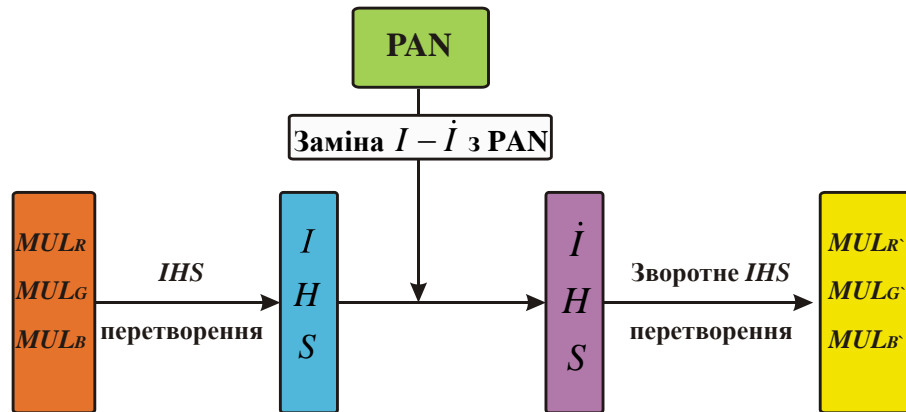 PAN
Заміна I – İ з PAN
MULR
MULG
MULB
IHS
перетворення
I
H
S
İ
H
S
Зворотне IHS
перетворення
MULR`
MULG`
MULB`